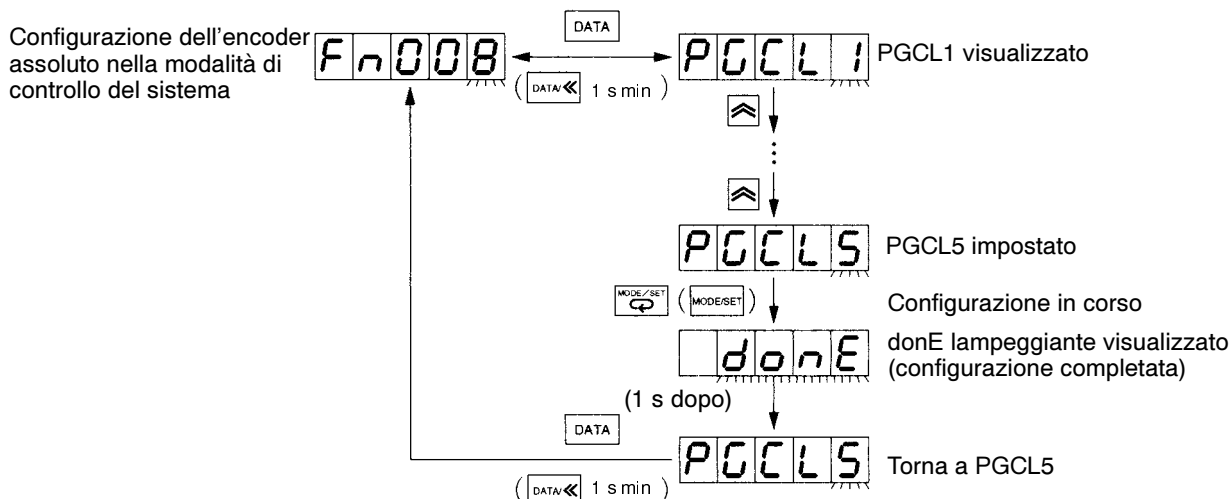 DATA
Configurazione dell'encoder
assoluto nella modalità di
controllo del sistema
Fn008
PGCL1
PGCL1 visualizzato
( DATA/≪ 1 s min )
⋮
PGCL5
PGCL5 impostato
MODE/SET ( MODE/SET )
Configurazione in corso
donE
donE lampeggiante visualizzato
(configurazione completata)
(1 s dopo)
DATA
PGCL5
Torna a PGCL5
( DATA/≪ 1 s min )